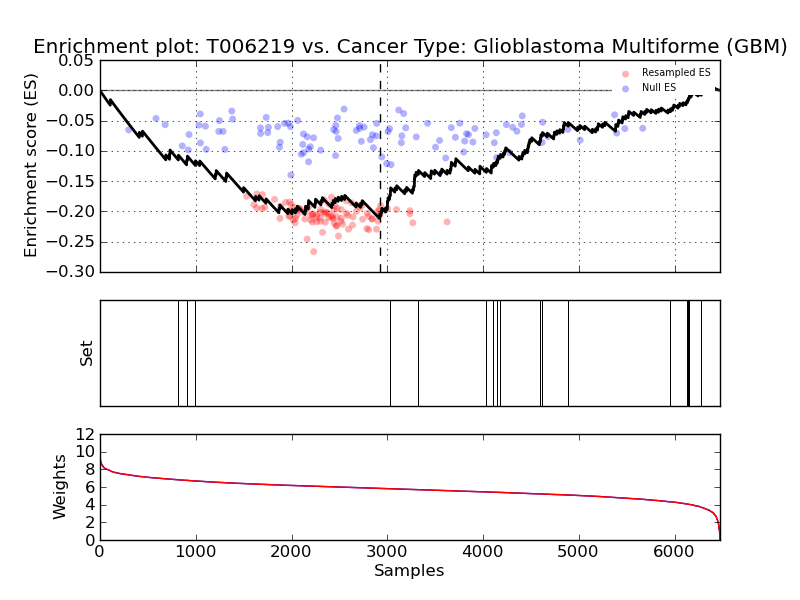 Enrichment plot: T006219 vs. Cancer Type: Glioblastoma Multiforme (GBM)
0.05
0.00
−0.05
−0.10
−0.15
−0.20
−0.25
−0.30
Enrichment score (ES)
Resampled ES
Null ES
Set
12
10
8
6
4
2
0
Weights
0 1000 2000 3000 4000 5000 6000
Samples